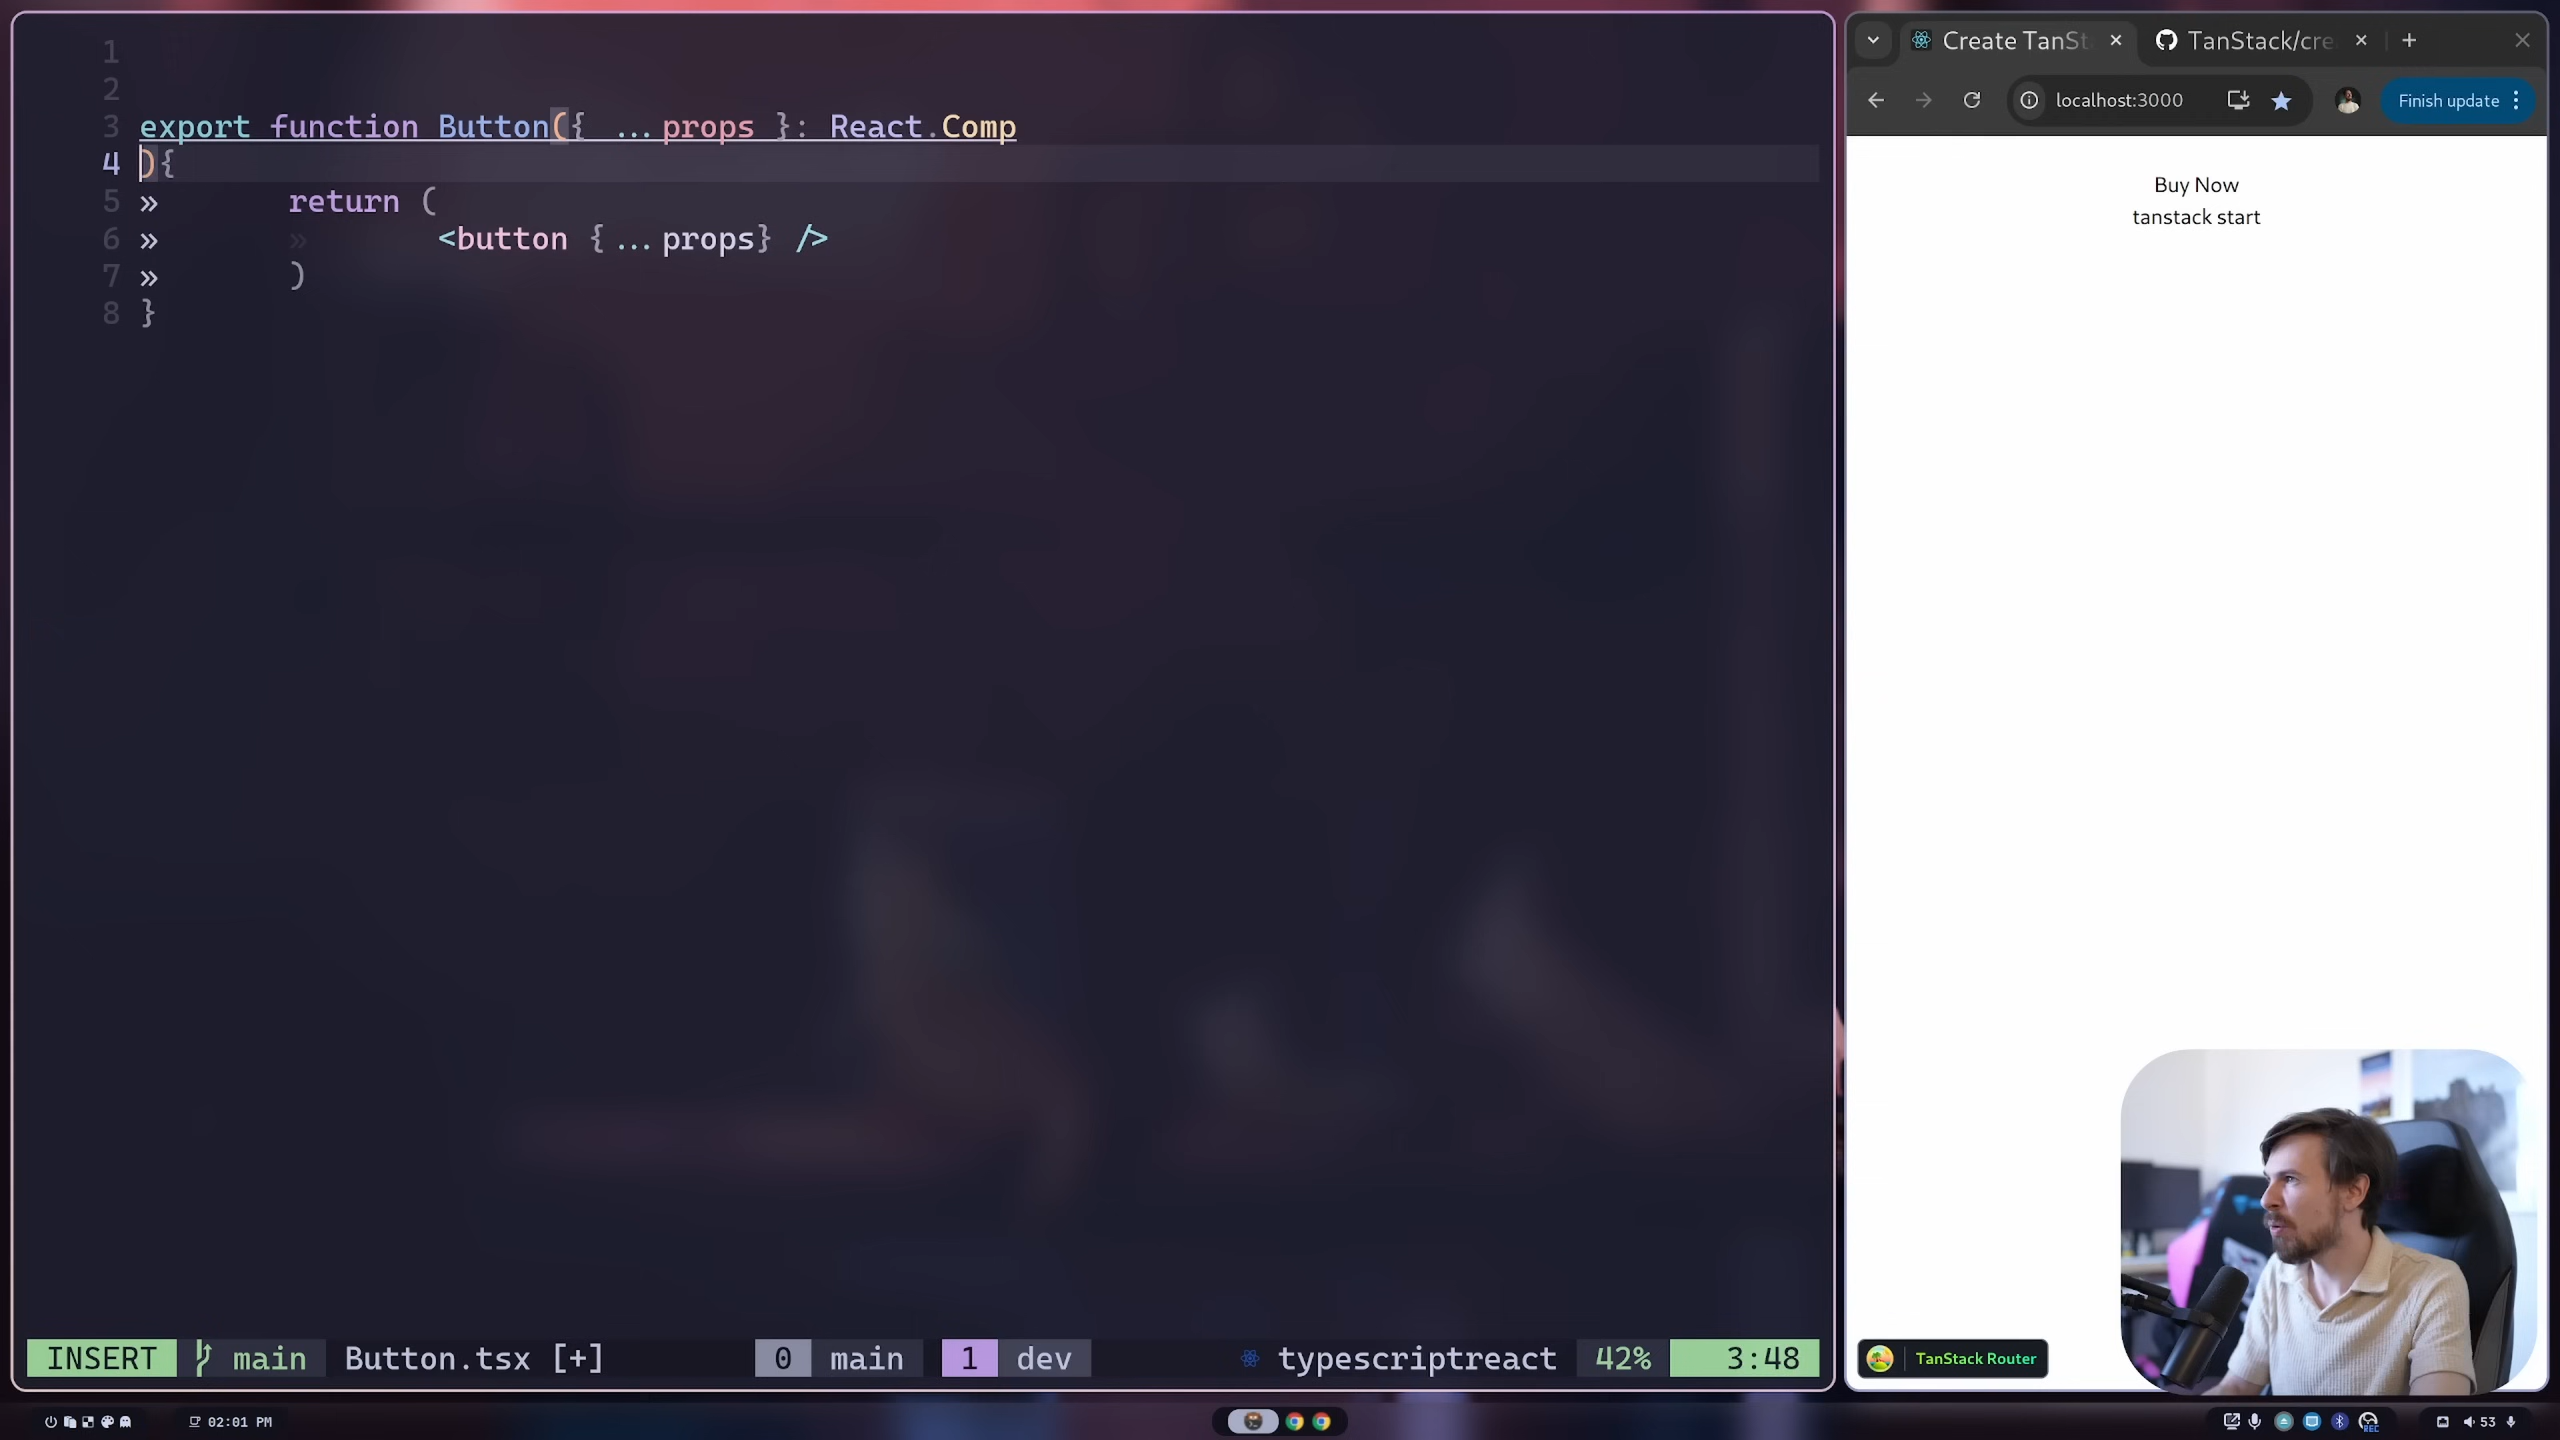 1
2
3 export function Button({ ...props }: React.Comp
4 ){
5 » return (
6 » » <button {...props} />
7 » )
8 }
INSERT main Button.tsx [+] 0 main 1 dev typescriptreact 42% 3:48
Create TanSt
TanStack/cre
localhost:3000
Finish update
Buy Now
tanstack start
TanStack Router
02:01 PM
REC
53